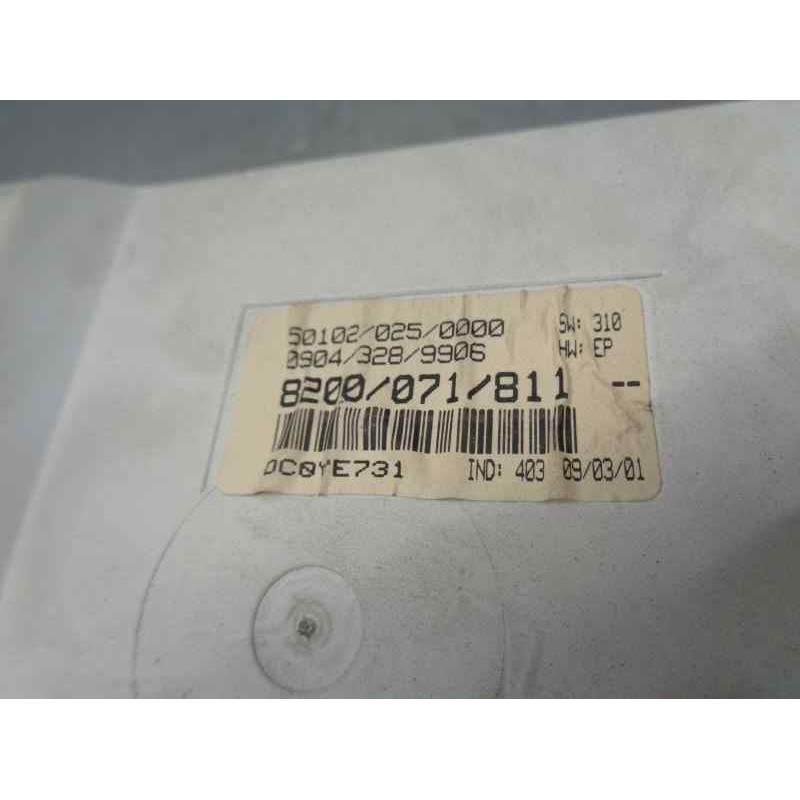 50102/025/0000 SW: 310
0904/328/9906 HW: EP
8200/071/811 --
DC0YE731 IND: 403 09/03/01